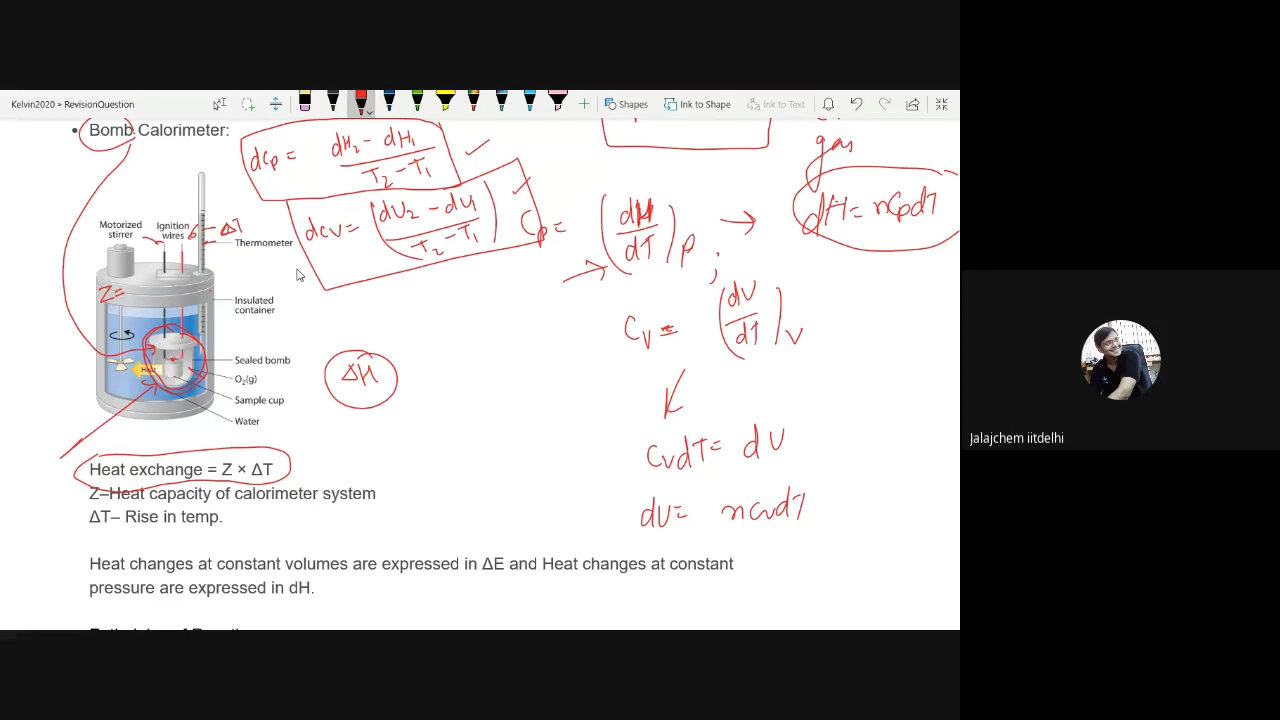 Kelvin2020 » RevisionQuestion
Shapes
Ink to Shape
Ink to Text
• Bomb Calorimeter:
dCp = dH2 - dH1 / T2 - T1
gas
dH = nCpdT
dCv = (dU2 - dU1 / T2 - T1)
Cp = (dH/dT)p ;
Motorized stirrer
Ignition wires
ΔT
Thermometer
Z=
Insulated container
Cv = (dU/dT)v
Sealed bomb
Heat
O₂(g)
ΔH
Sample cup
Water
CvdT = dU
Jalajchem iitdelhi
Heat exchange = Z × ΔT
Z–Heat capacity of calorimeter system
dU = nCvdT
ΔT– Rise in temp.
Heat changes at constant volumes are expressed in ΔE and Heat changes at constant
pressure are expressed in dH.